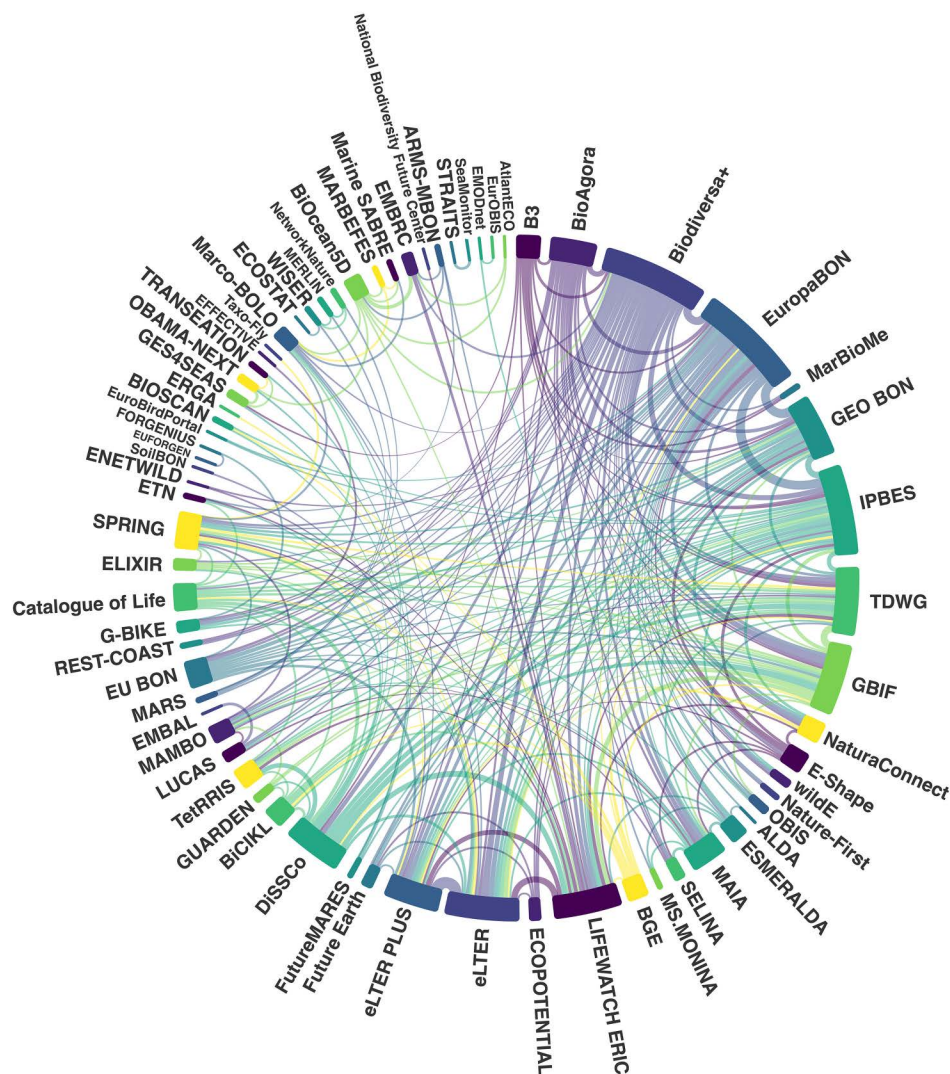 B3
BioAgora
Biodiversa+
EuropaBON
MarBioMe
GEO BON
IPBES
TDWG
GBIF
NaturaConnect
E-Shape
wildE
Nature-First
OBIS
ALDA
ESMERALDA
MAIA
SELINA
MS.MONINA
BGE
LIFEWATCH ERIC
ECOPOTENTIAL
eLTER
eLTER PLUS
Future Earth
FutureMARES
DiSSCo
BiCIKL
GUARDEN
TetRRIS
LUCAS
MAMBO
EMBAL
MARS
EU BON
REST-COAST
G-BIKE
Catalogue of Life
ELIXIR
SPRING
ETN
ENETWILD
SoilBON
EUFORGEN
FORGENIUS
EuroBirdPortal
BIOSCAN
ERGA
GES4SEAS
OBAMA-NEXT
TRANSEATION
EFFECTIVE
Taxo-Fly
Marco-BOLO
ECOSTAT
WISER
MERLIN
NetworkNature
BiOcean5D
MARBEFES
Marine SABRE
EMBRC
National Biodiversity Future Center
ARMS-MBON
STRAITS
SeaMonitor
EMODnet
EurOBIS
AtlantECO